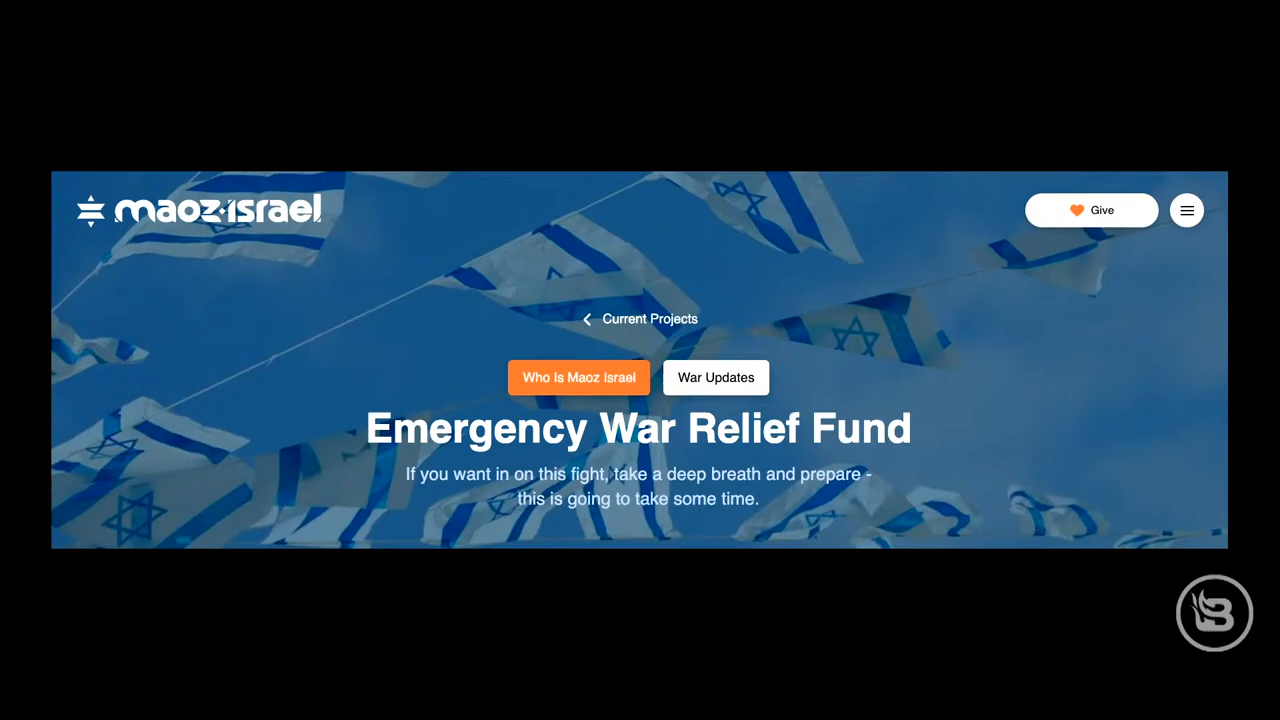 maoz·israel
Give
Current Projects
Who Is Maoz Israel
War Updates
Emergency War Relief Fund
If you want in on this fight, take a deep breath and prepare -
this is going to take some time.
B